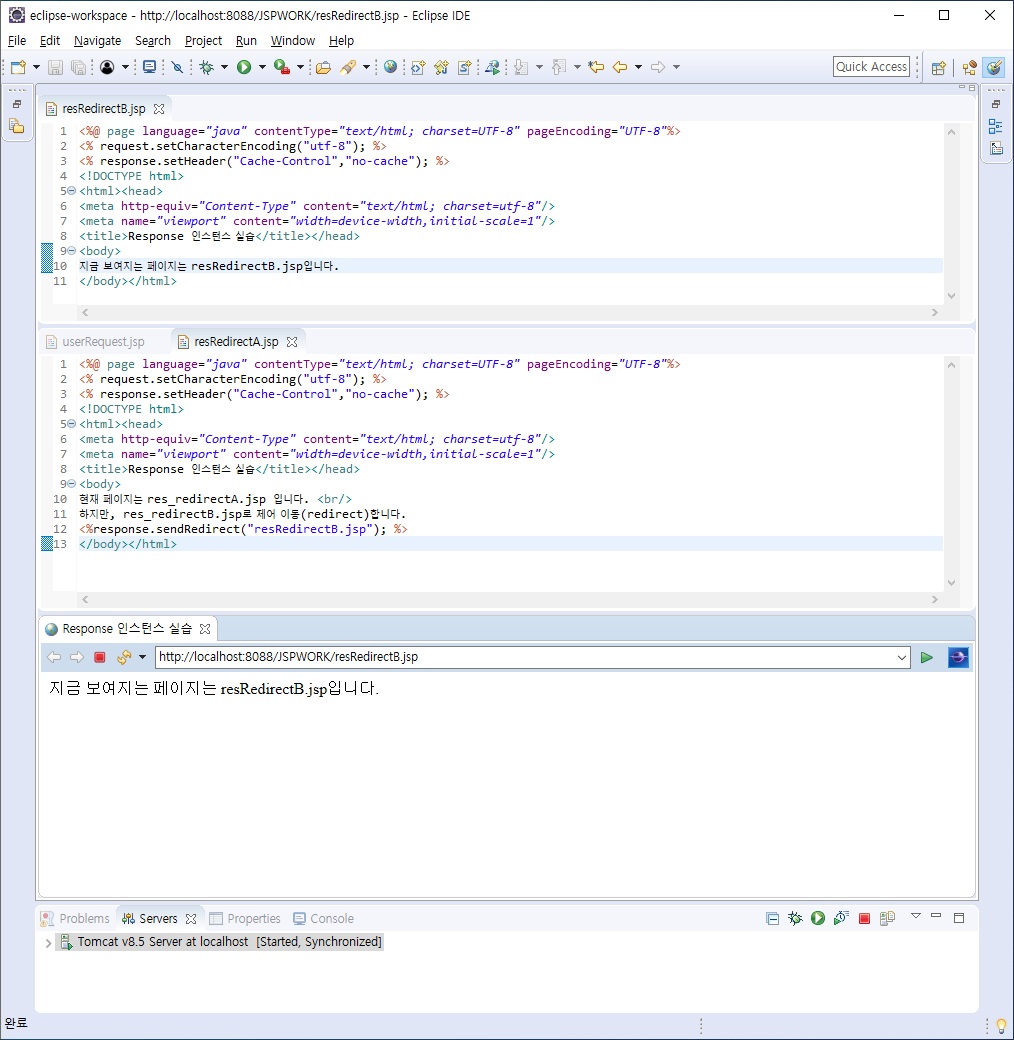 eclipse-workspace - http://localhost:8088/JSPWORK/resRedirectB.jsp - Eclipse IDE
File Edit Navigate Search Project Run Window Help
Quick Access
resRedirectB.jsp
1 <%@ page language="java" contentType="text/html; charset=UTF-8" pageEncoding="UTF-8"%>
2 <% request.setCharacterEncoding("utf-8"); %>
3 <% response.setHeader("Cache-Control","no-cache"); %>
4 <!DOCTYPE html>
5 <html><head>
6 <meta http-equiv="Content-Type" content="text/html; charset=utf-8"/>
7 <meta name="viewport" content="width=device-width,initial-scale=1"/>
8 <title>Response 인스턴스 실습</title></head>
9 <body>
10 지금 보여지는 페이지는 resRedirectB.jsp입니다.
11 </body></html>
userRequest.jsp resRedirectA.jsp
1 <%@ page language="java" contentType="text/html; charset=UTF-8" pageEncoding="UTF-8"%>
2 <% request.setCharacterEncoding("utf-8"); %>
3 <% response.setHeader("Cache-Control","no-cache"); %>
4 <!DOCTYPE html>
5 <html><head>
6 <meta http-equiv="Content-Type" content="text/html; charset=utf-8"/>
7 <meta name="viewport" content="width=device-width,initial-scale=1"/>
8 <title>Response 인스턴스 실습</title></head>
9 <body>
10 현재 페이지는 res_redirectA.jsp 입니다. <br/>
11 하지만, res_redirectB.jsp로 제어 이동(redirect)합니다.
12 <%response.sendRedirect("resRedirectB.jsp"); %>
13 </body></html>
Response 인스턴스 실습
http://localhost:8088/JSPWORK/resRedirectB.jsp
지금 보여지는 페이지는 resRedirectB.jsp입니다.
Problems Servers Properties Console
Tomcat v8.5 Server at localhost [Started, Synchronized]
완료